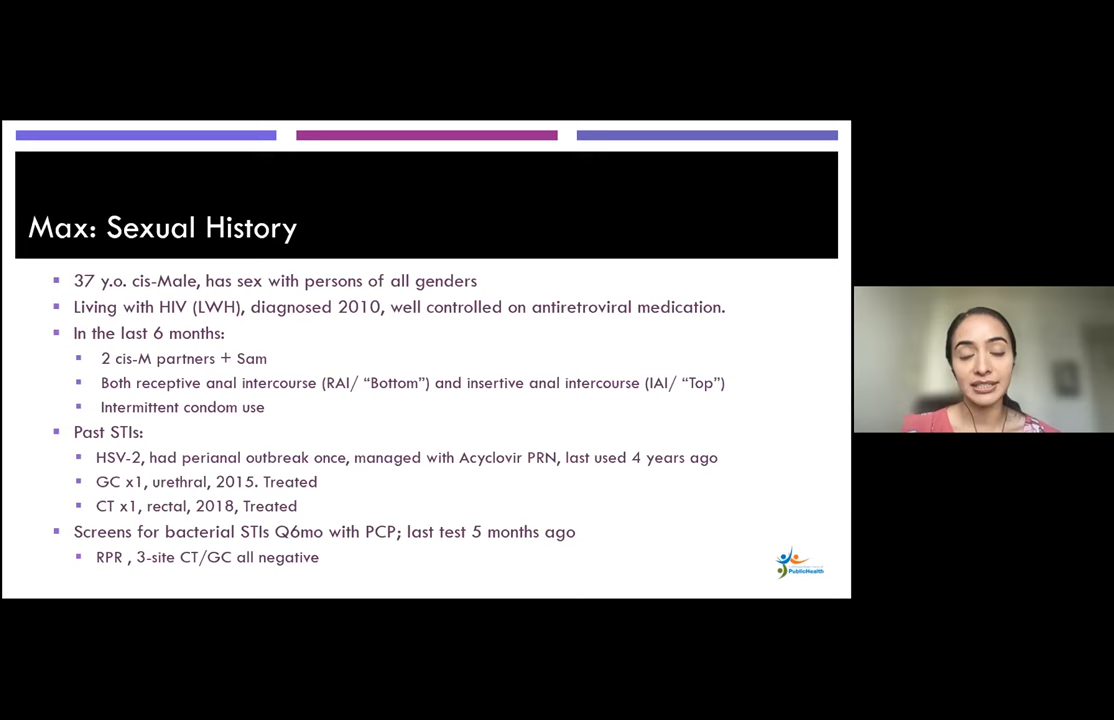 Max: Sexual History
37 y.o. cis-Male, has sex with persons of all genders
Living with HIV (LWH), diagnosed 2010, well controlled on antiretroviral medication.
In the last 6 months:
2 cis-M partners + Sam
Both receptive anal intercourse (RAI/ “Bottom”) and insertive anal intercourse (IAI/ “Top”)
Intermittent condom use
Past STIs:
HSV-2, had perianal outbreak once, managed with Acyclovir PRN, last used 4 years ago
GC x1, urethral, 2015. Treated
CT x1, rectal, 2018, Treated
Screens for bacterial STIs Q6mo with PCP; last test 5 months ago
RPR , 3-site CT/GC all negative
PublicHealth